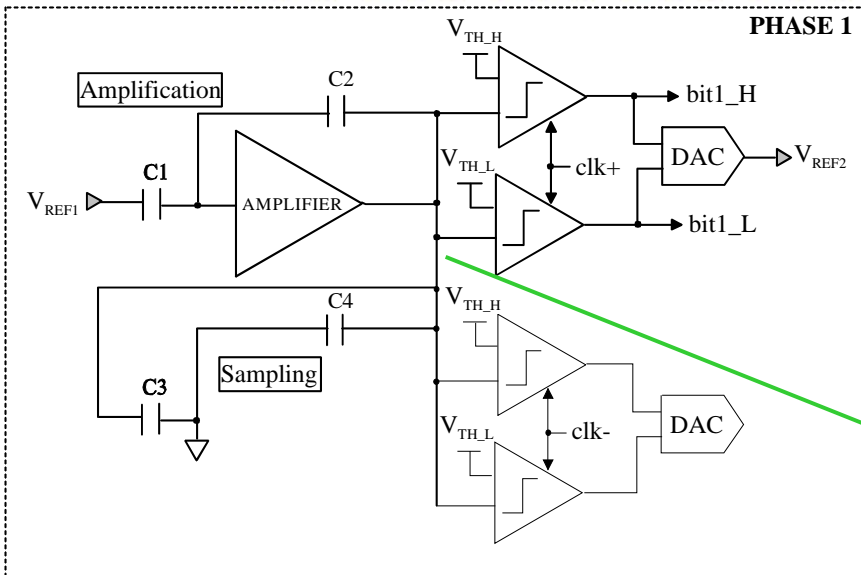 PHASE 1
V_TH_H
C2
Amplification
bit1_H
C1
V_REF1
AMPLIFIER
clk+
DAC
V_REF2
V_TH_L
bit1_L
C4
V_TH_H
C3
Sampling
clk-
DAC
V_TH_L